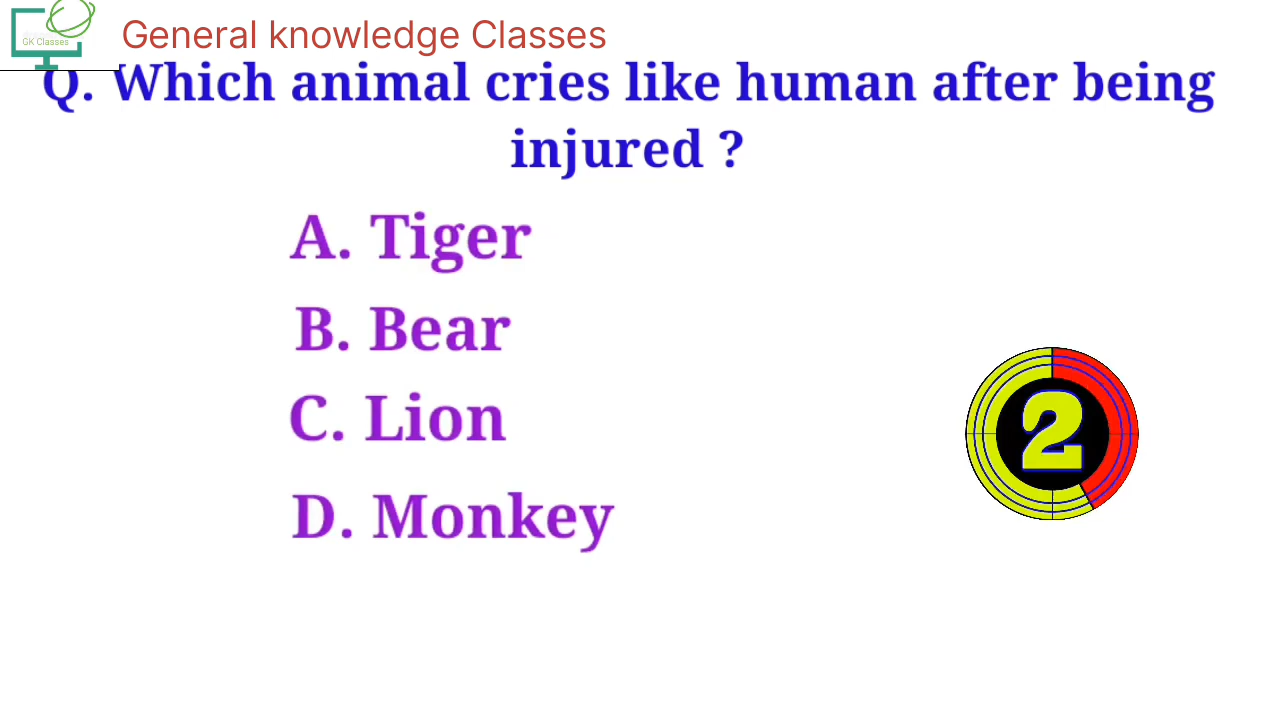 GK Classes
General knowledge Classes
Q. Which animal cries like human after being
injured ?
A. Tiger
B. Bear
C. Lion
D. Monkey
2